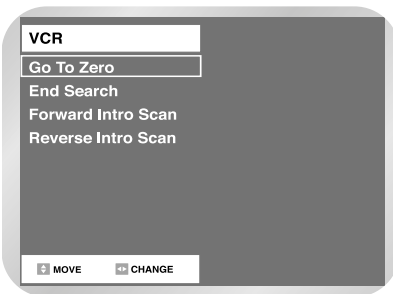 VCR
Go To Zero
End Search
Forward Intro Scan
Reverse Intro Scan
MOVE CHANGE